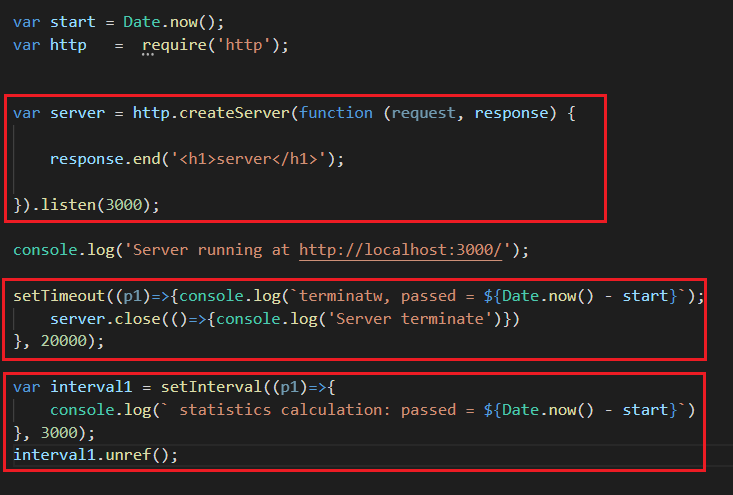 var start = Date.now();
var http   =  require('http');
var server = http.createServer(function (request, response) {
response.end('<h1>server</h1>');
}).listen(3000);
console.log('Server running at http://localhost:3000/');
setTimeout((p1)=>{console.log(`terminatw, passed = ${Date.now() - start}`);
server.close(()=>{console.log('Server terminate')})
}, 20000);
var interval1 = setInterval((p1)=>{
console.log(` statistics calculation: passed = ${Date.now() - start}`)
}, 3000);
interval1.unref();